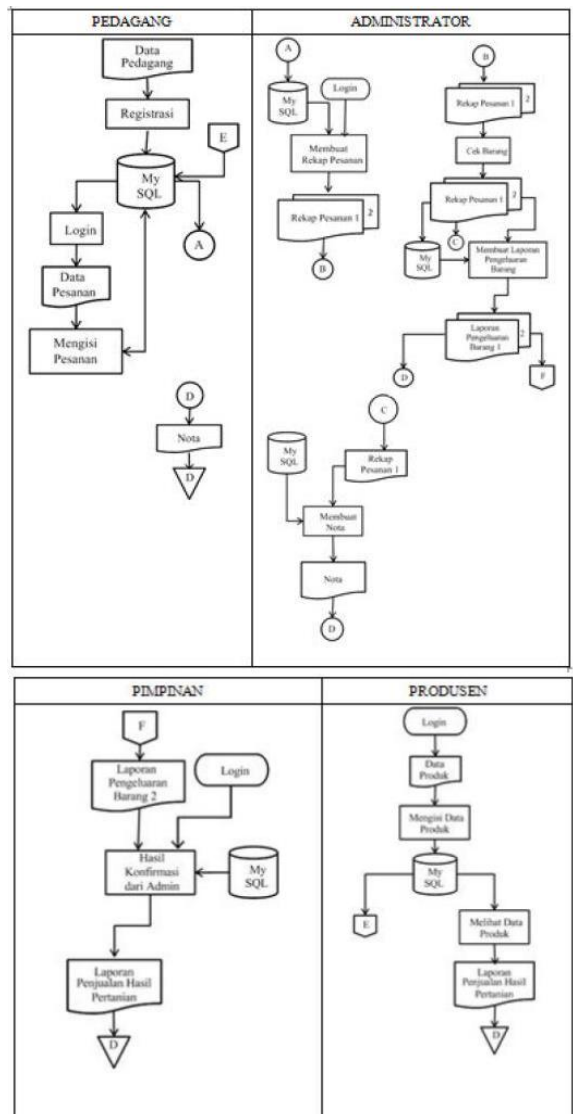 PEDAGANG
Data
Pedagang
Registrasi
E
My
SQL
Login
A
Data
Pesanan
Mengisi
Pesanan
D
Nota
D
ADMINISTRATOR
A
My
SQL
Login
Membuat
Rekap Pesanan
Rekap Pesanan 1
2
B
B
Rekap Pesanan 1
2
Cek Barang
Rekap Pesanan 1
2
C
My
SQL
Membuat Laporan
Pengeluaran
Barang
Laporan
Pengeluaran
Barang 1
2
D
F
C
My
SQL
Rekap
Pesanan 1
Membuat
Nota
Nota
D
PIMPINAN
F
Laporan
Pengeluaran
Barang 2
Login
Hasil
Konfirmasi
dari Admin
My
SQL
Laporan
Penjualan Hasil
Pertanian
D
PRODUSEN
Login
Data
Produk
Mengisi Data
Produk
My
SQL
E
Melihat Data
Produk
Laporan
Penjualan Hasil
Pertanian
D